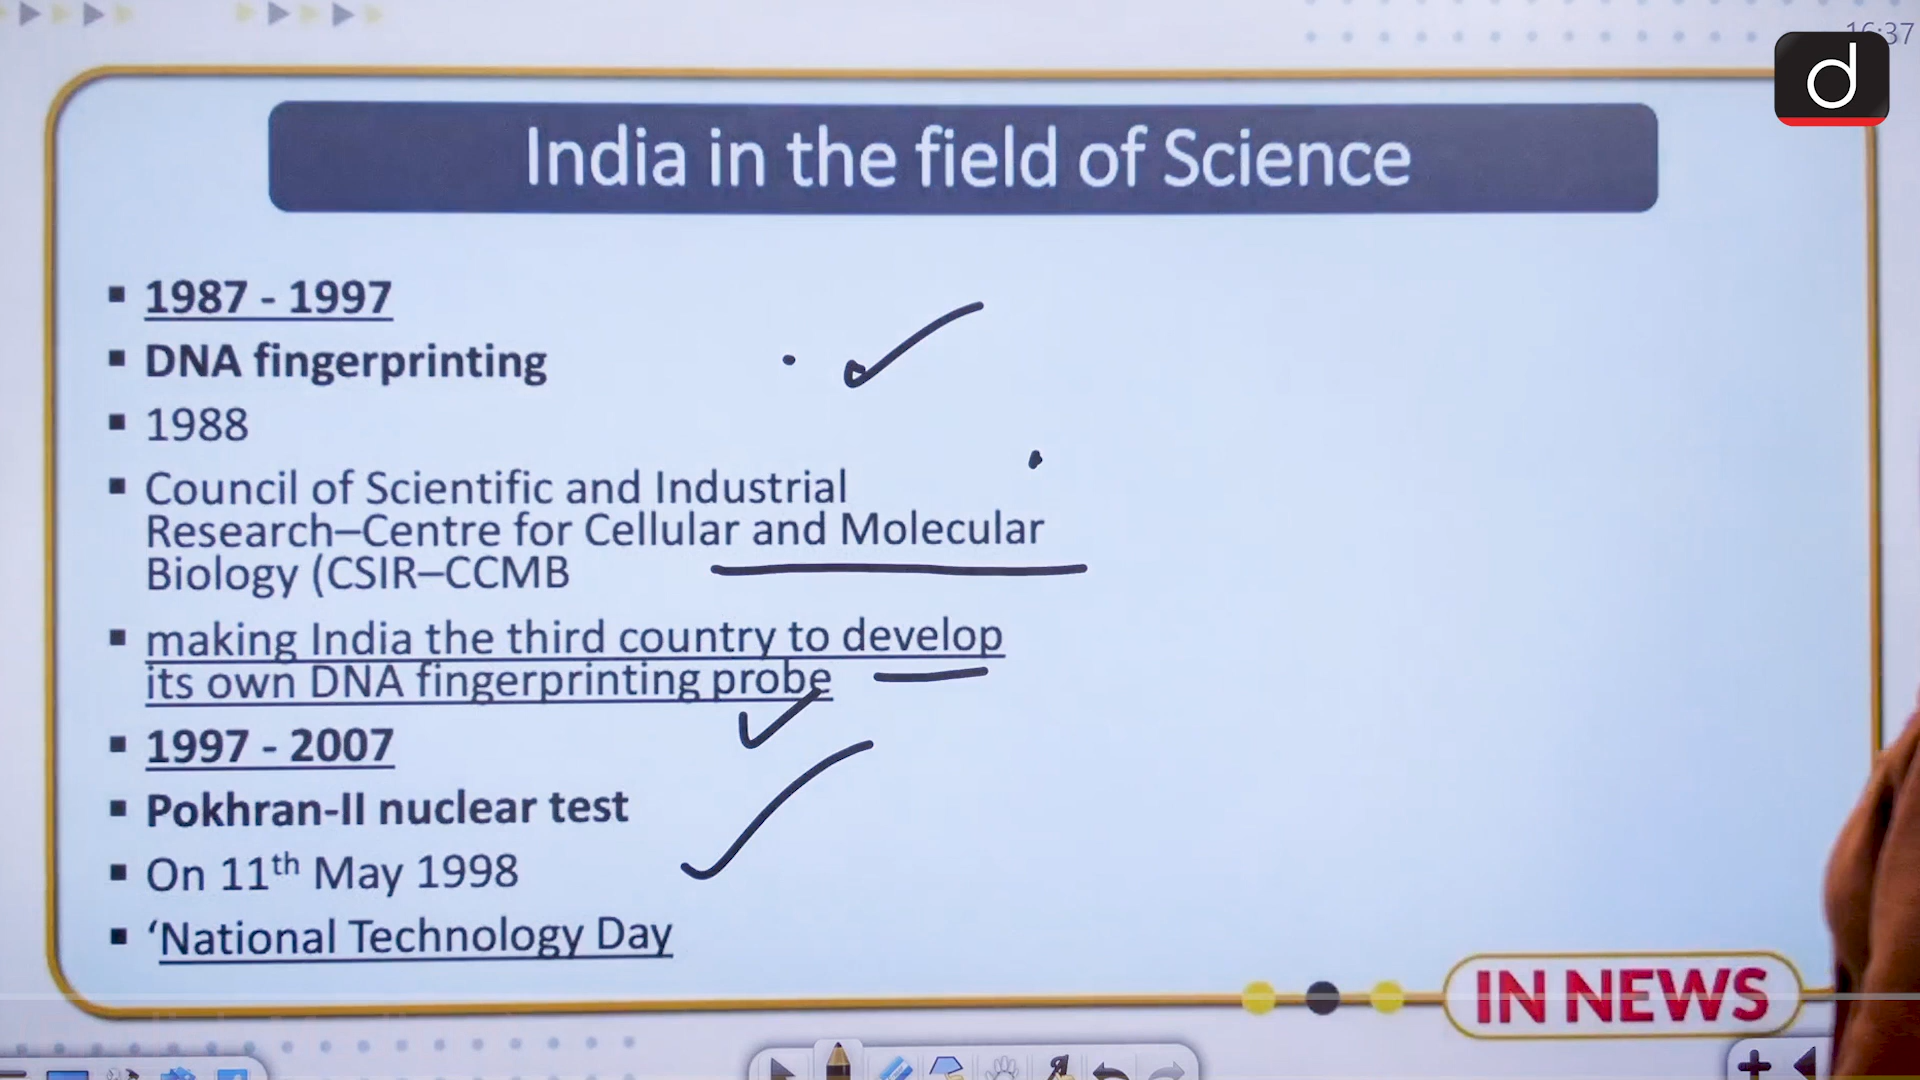 16:37
d
India in the field of Science
▪ 1987 - 1997
▪ DNA fingerprinting
▪ 1988
▪ Council of Scientific and Industrial
Research–Centre for Cellular and Molecular
Biology (CSIR–CCMB
▪ making India the third country to develop
its own DNA fingerprinting probe
▪ 1997 - 2007
▪ Pokhran-II nuclear test
▪ On 11th May 1998
▪ ‘National Technology Day
IN NEWS